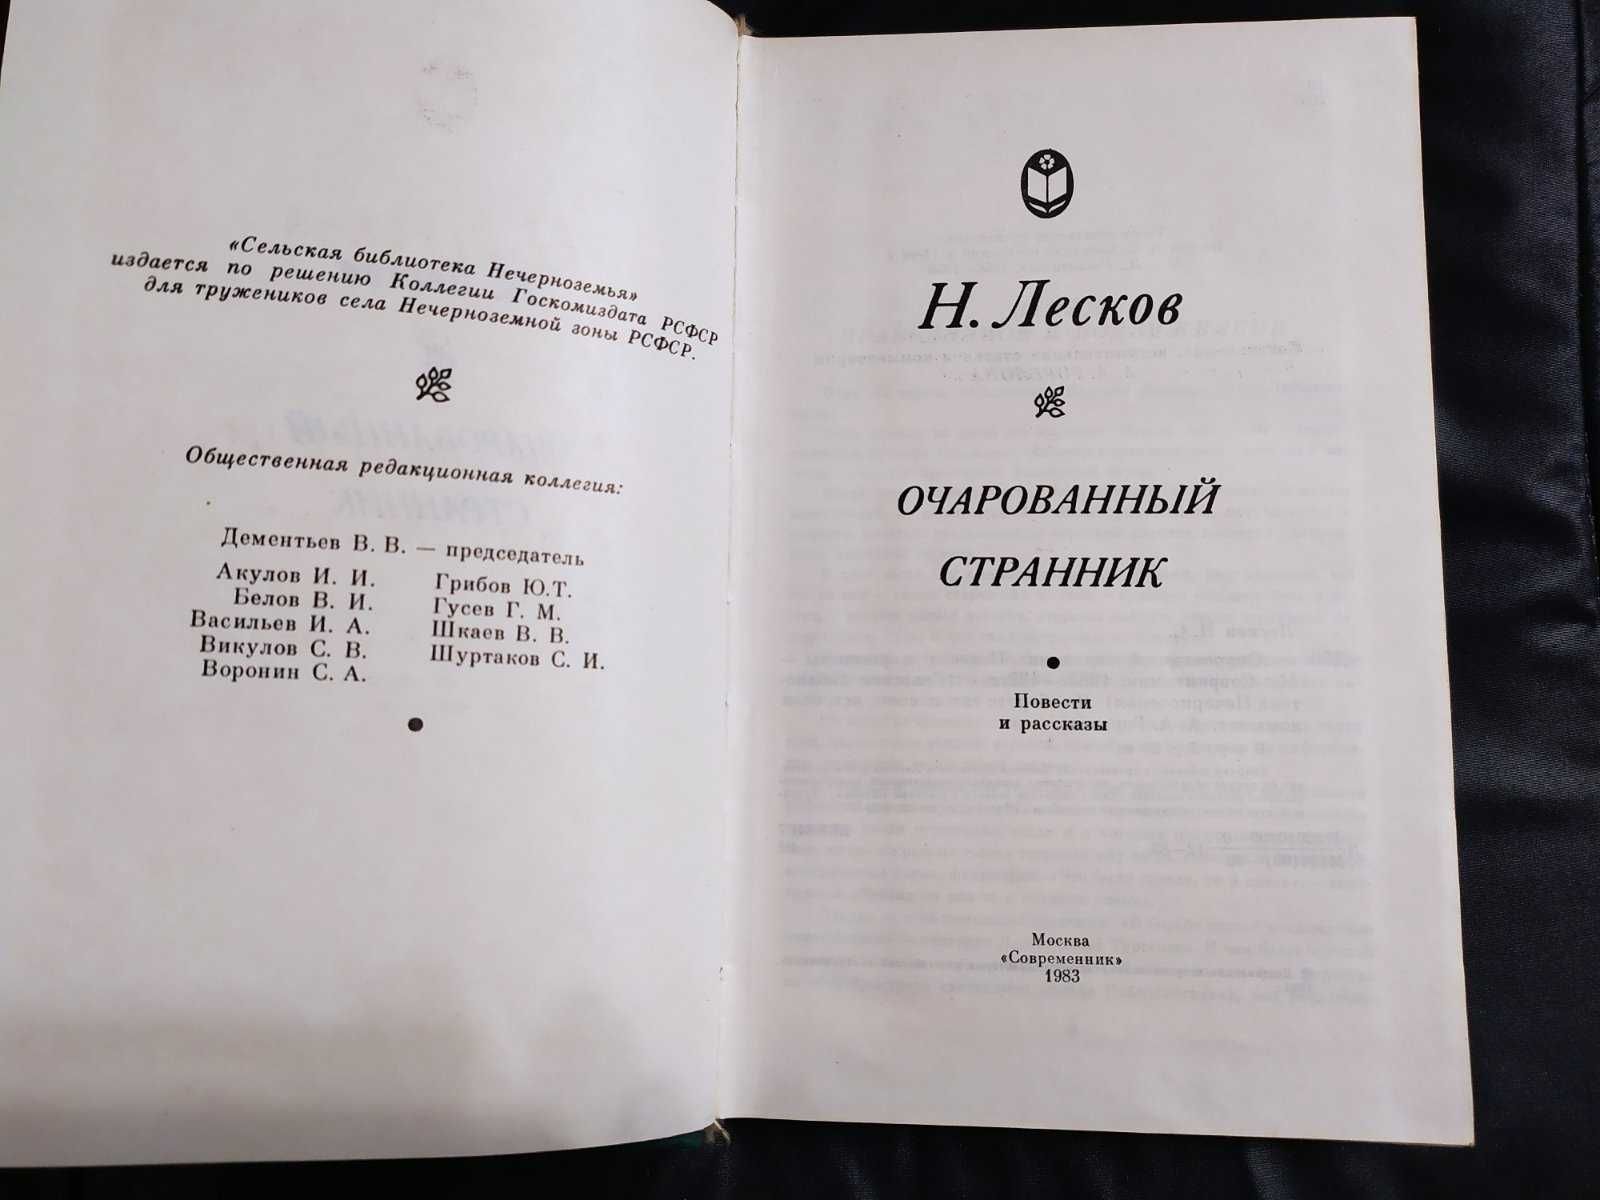 «Сельская библиотека Нечерноземья»
издается по решению Коллегии Госкомиздата РСФСР
для тружеников села Нечерноземной зоны РСФСР.
Общественная редакционная коллегия:
Дементьев В. В. — председатель
Акулов И. И.
Белов В. И.
Васильев И. А.
Викулов С. В.
Воронин С. А.
Грибов Ю.Т.
Гусев Г. М.
Шкаев В. В.
Шуртаков С. И.
Н. Лесков
ОЧАРОВАННЫЙ
СТРАННИК
Повести
и рассказы
Москва
«Современник»
1983